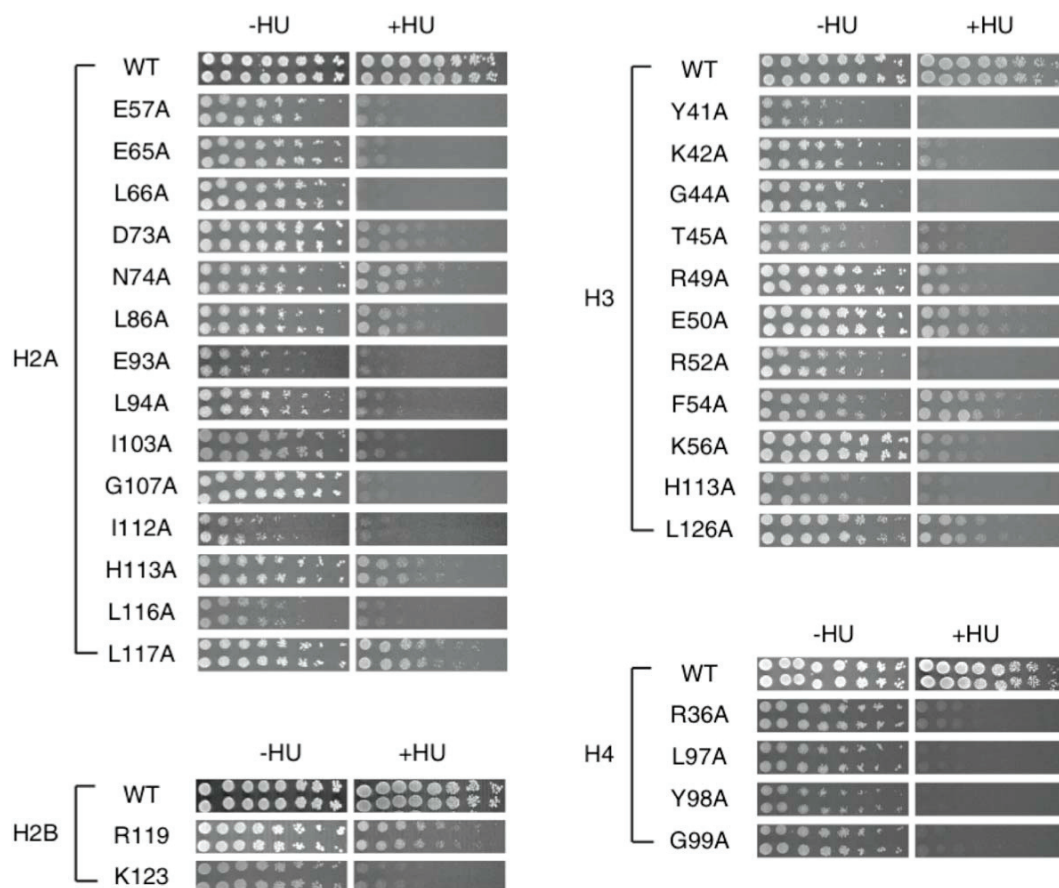 -HU +HU
H2A
WT
E57A
E65A
L66A
D73A
N74A
L86A
E93A
L94A
I103A
G107A
I112A
H113A
L116A
L117A
-HU +HU
H2B
WT
R119
K123
-HU +HU
H3
WT
Y41A
K42A
G44A
T45A
R49A
E50A
R52A
F54A
K56A
H113A
L126A
-HU +HU
H4
WT
R36A
L97A
Y98A
G99A